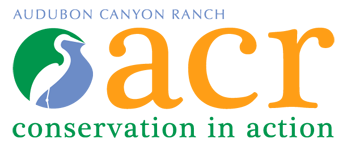 AUDUBON CANYON RANCH
acr
conservation in action